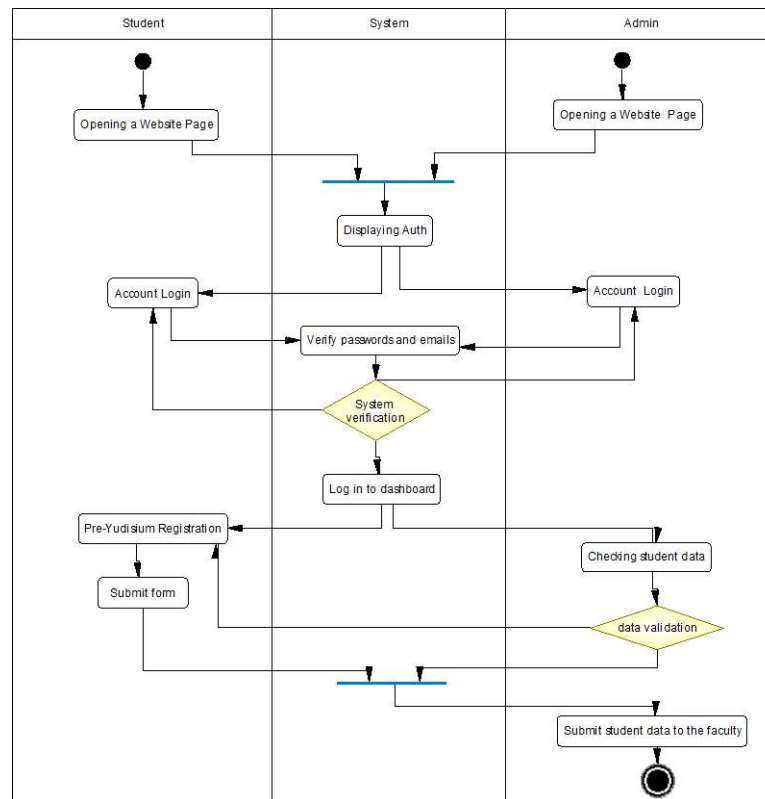 Student
System
Admin
Opening a Website Page
Opening a Website Page
Displaying Auth
Account Login
Account Login
Verify passwords and emails
System
verification
Log in to dashboard
Pre-Yudisium Registration
Checking student data
Submit form
data validation
Submit student data to the faculty